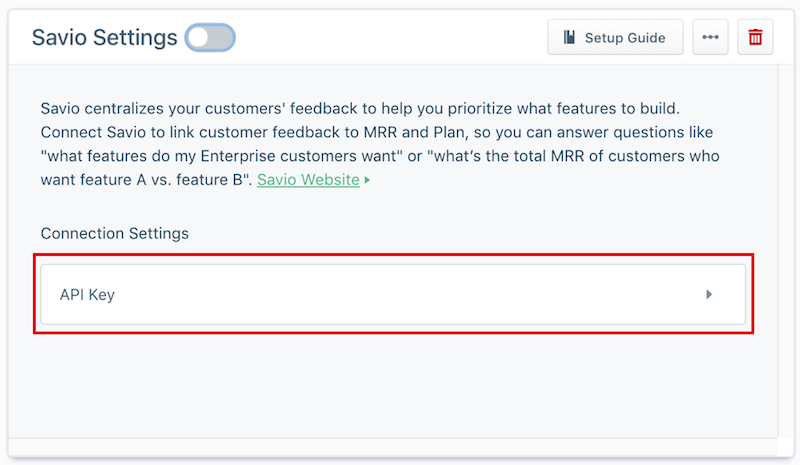 Savio Settings
Setup Guide
Savio centralizes your customers' feedback to help you prioritize what features to build.
Connect Savio to link customer feedback to MRR and Plan, so you can answer questions like
"what features do my Enterprise customers want" or "what's the total MRR of customers who
want feature A vs. feature B". Savio Website
Connection Settings
API Key